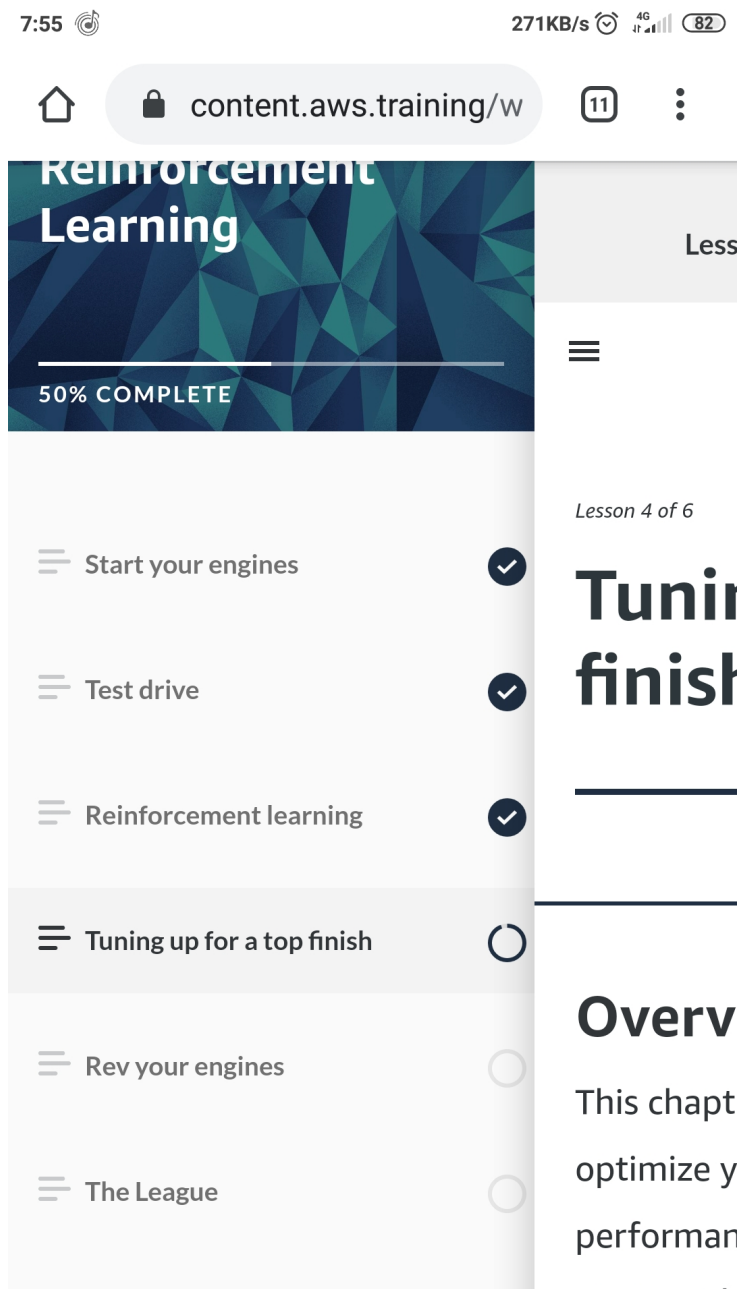 7:55
271KB/s 4G 82
content.aws.training/w
11
Reinforcement
Learning
50% COMPLETE
Start your engines
Test drive
Reinforcement learning
Tuning up for a top finish
Rev your engines
The League
Less
Lesson 4 of 6
Tunin
finish
Overv
This chapt
optimize y
performan